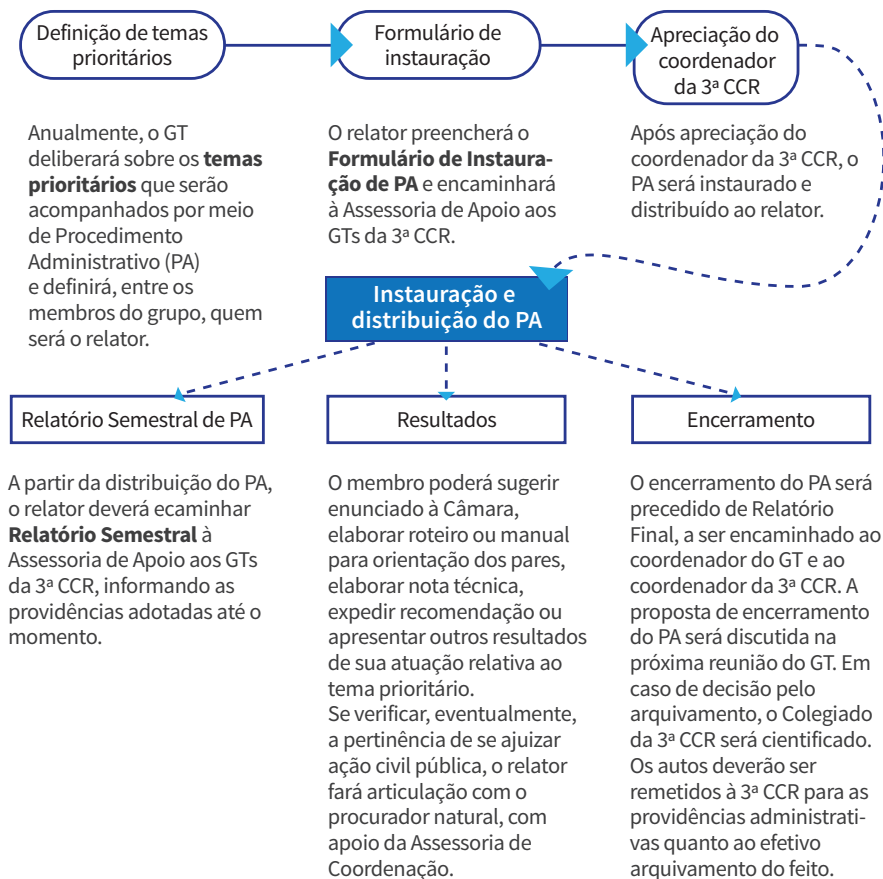 Definição de temas
prioritários
Formulário de
instauração
Apreciação do
coordenador
da 3ª CCR
Anualmente, o GT
deliberará sobre os temas
prioritários que serão
acompanhados por meio
de Procedimento
Administrativo (PA)
e definirá, entre os
membros do grupo, quem
será o relator.
O relator preencherá o
Formulário de Instaura-
ção de PA e encaminhará
à Assessoria de Apoio aos
GTs da 3ª CCR.
Após apreciação do
coordenador da 3ª CCR, o
PA será instaurado e
distribuído ao relator.
Instauração e
distribuição do PA
Relatório Semestral de PA
Resultados
Encerramento
A partir da distribuição do PA,
o relator deverá ecaminhar
Relatório Semestral à
Assessoria de Apoio aos GTs
da 3ª CCR, informando as
providências adotadas até o
momento.
O membro poderá sugerir
enunciado à Câmara,
elaborar roteiro ou manual
para orientação dos pares,
elaborar nota técnica,
expedir recomendação ou
apresentar outros resultados
de sua atuação relativa ao
tema prioritário.
Se verificar, eventualmente,
a pertinência de se ajuizar
ação civil pública, o relator
fará articulação com o
procurador natural, com
apoio da Assessoria de
Coordenação.
O encerramento do PA será
precedido de Relatório
Final, a ser encaminhado ao
coordenador do GT e ao
coordenador da 3ª CCR. A
proposta de encerramento
do PA será discutida na
próxima reunião do GT. Em
caso de decisão pelo
arquivamento, o Colegiado
da 3ª CCR será cientificado.
Os autos deverão ser
remetidos à 3ª CCR para as
providências administrati-
vas quanto ao efetivo
arquivamento do feito.